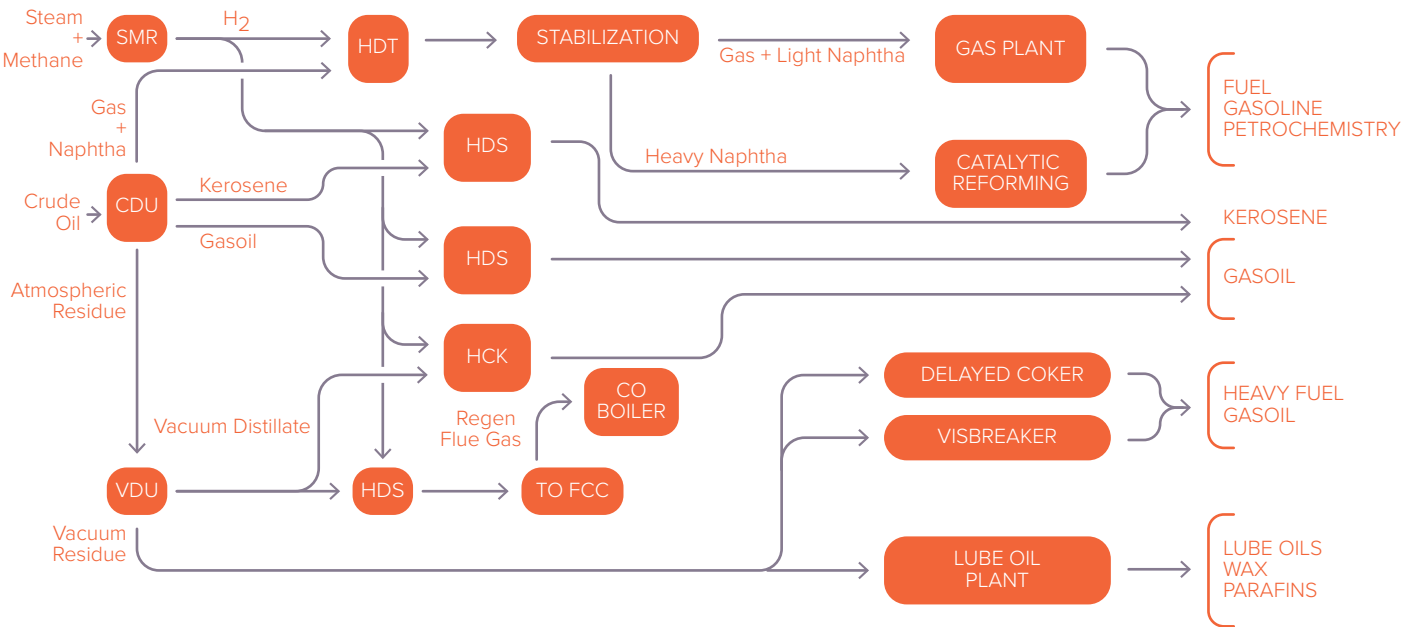 Steam
+
Methane
SMR
H2
HDT
STABILIZATION
Gas + Light Naphtha
GAS PLANT
FUEL
GASOLINE
PETROCHEMISTRY
Gas
+
Naphtha
HDS
Heavy Naphtha
CATALYTIC
REFORMING
Crude
Oil
CDU
Kerosene
KEROSENE
Gasoil
HDS
GASOIL
Atmospheric
Residue
HCK
CO
BOILER
DELAYED COKER
HEAVY FUEL
GASOIL
Vacuum Distillate
Regen
Flue Gas
VISBREAKER
VDU
HDS
TO FCC
Vacuum
Residue
LUBE OIL
PLANT
LUBE OILS
WAX
PARAFINS